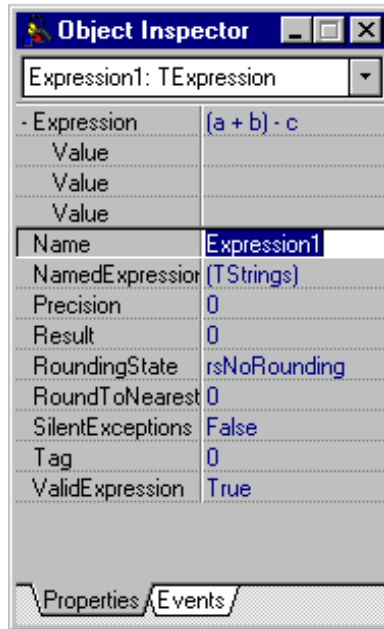 Object Inspector
Expression1: TExpression
- Expression (a + b) - c
Value
Value
Value
Name Expression1
NamedExpression (TStrings)
Precision 0
Result 0
RoundingState rsNoRounding
RoundToNearest 0
SilentExceptions False
Tag 0
ValidExpression True
Properties Events